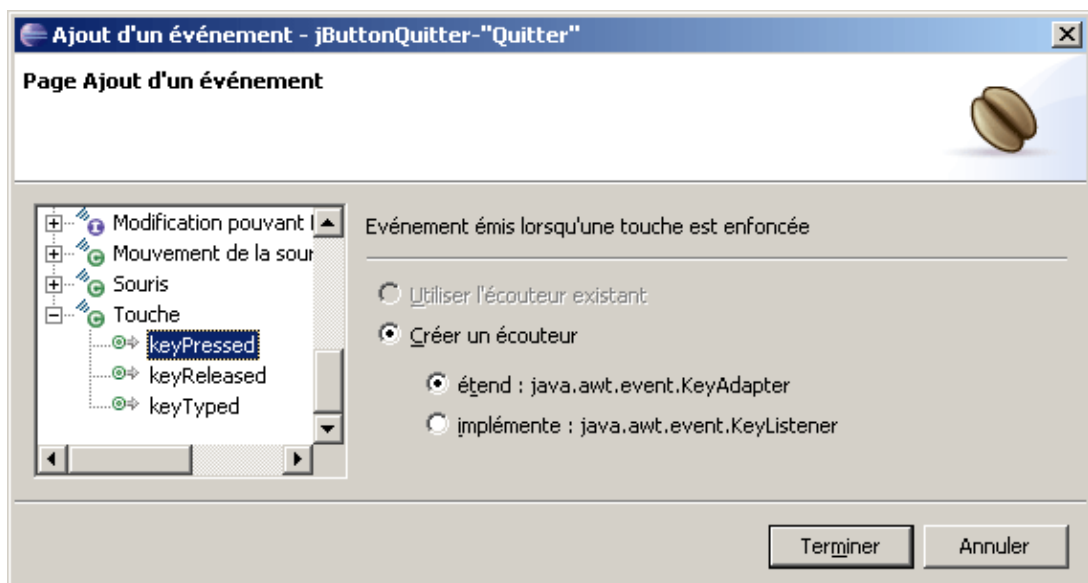 Ajout d'un événement - jButtonQuitter-"Quitter"
Page Ajout d'un événement
Modification pouvant l
Mouvement de la sour
Souris
Touche
keyPressed
keyReleased
keyTyped
Evénement émis lorsqu'une touche est enfoncée
Utiliser l'écouteur existant
Créer un écouteur
étend : java.awt.event.KeyAdapter
implémente : java.awt.event.KeyListener
Terminer
Annuler